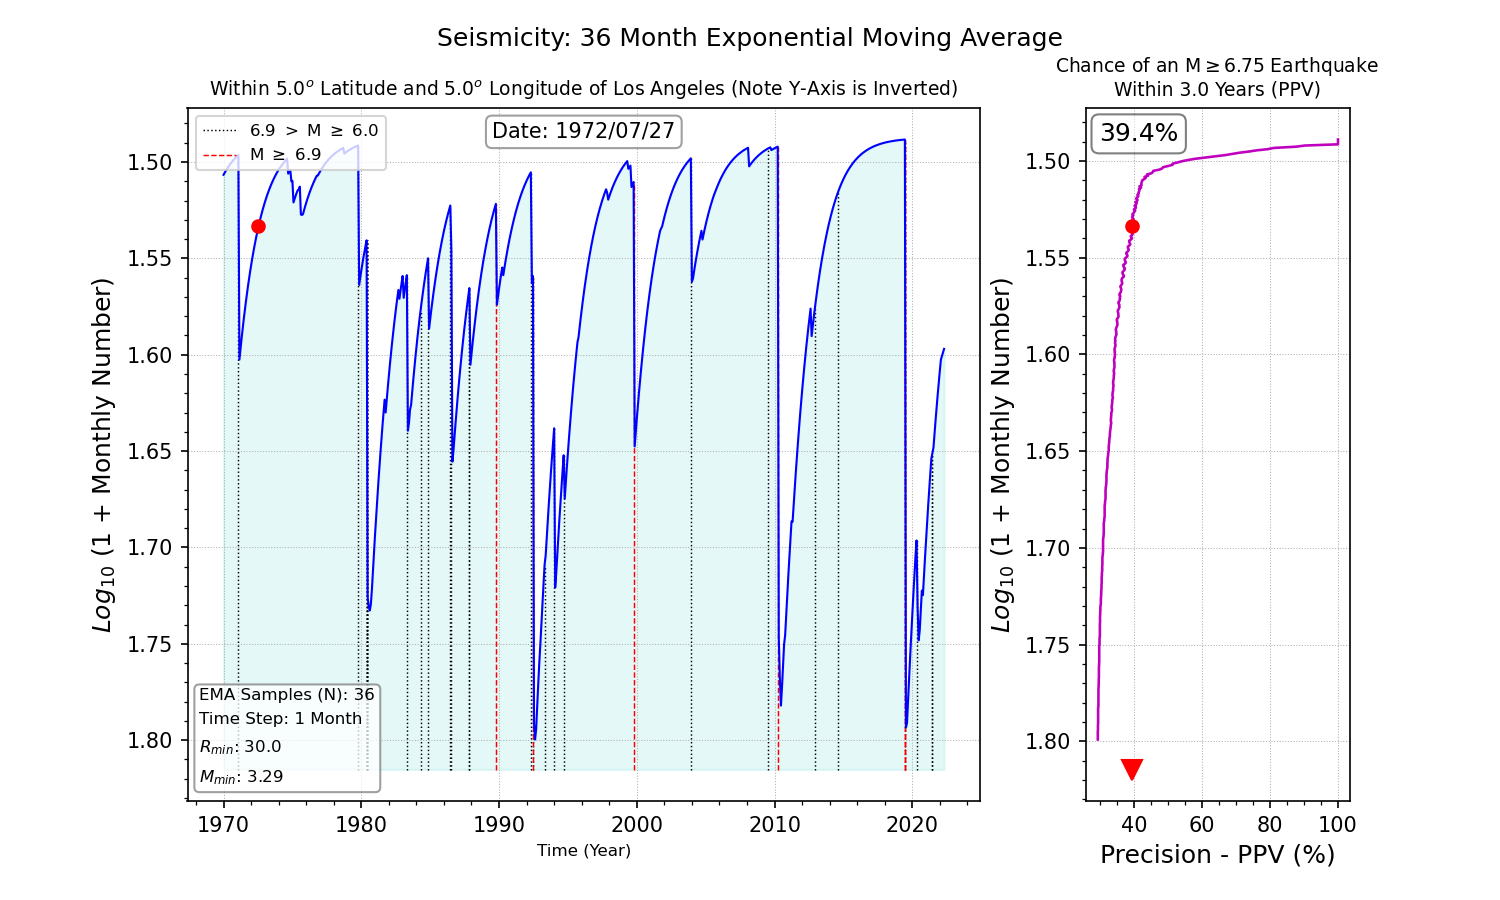 Seismicity: 36 Month Exponential Moving Average
Within 5.0° Latitude and 5.0° Longitude of Los Angeles (Note Y-Axis is Inverted)
6.9 > M ≥ 6.0
M ≥ 6.9
Date: 1972/07/27
1.50
1.55
1.60
1.65
1.70
1.75
1.80
Log10 (1 + Monthly Number)
EMA Samples (N): 36
Time Step: 1 Month
Rmin: 30.0
Mmin: 3.29
1970 1980 1990 2000 2010 2020
Time (Year)
Chance of an M ≥ 6.75 Earthquake
Within 3.0 Years (PPV)
39.4%
1.50
1.55
1.60
1.65
1.70
1.75
1.80
Log10 (1 + Monthly Number)
40 60 80 100
Precision - PPV (%)